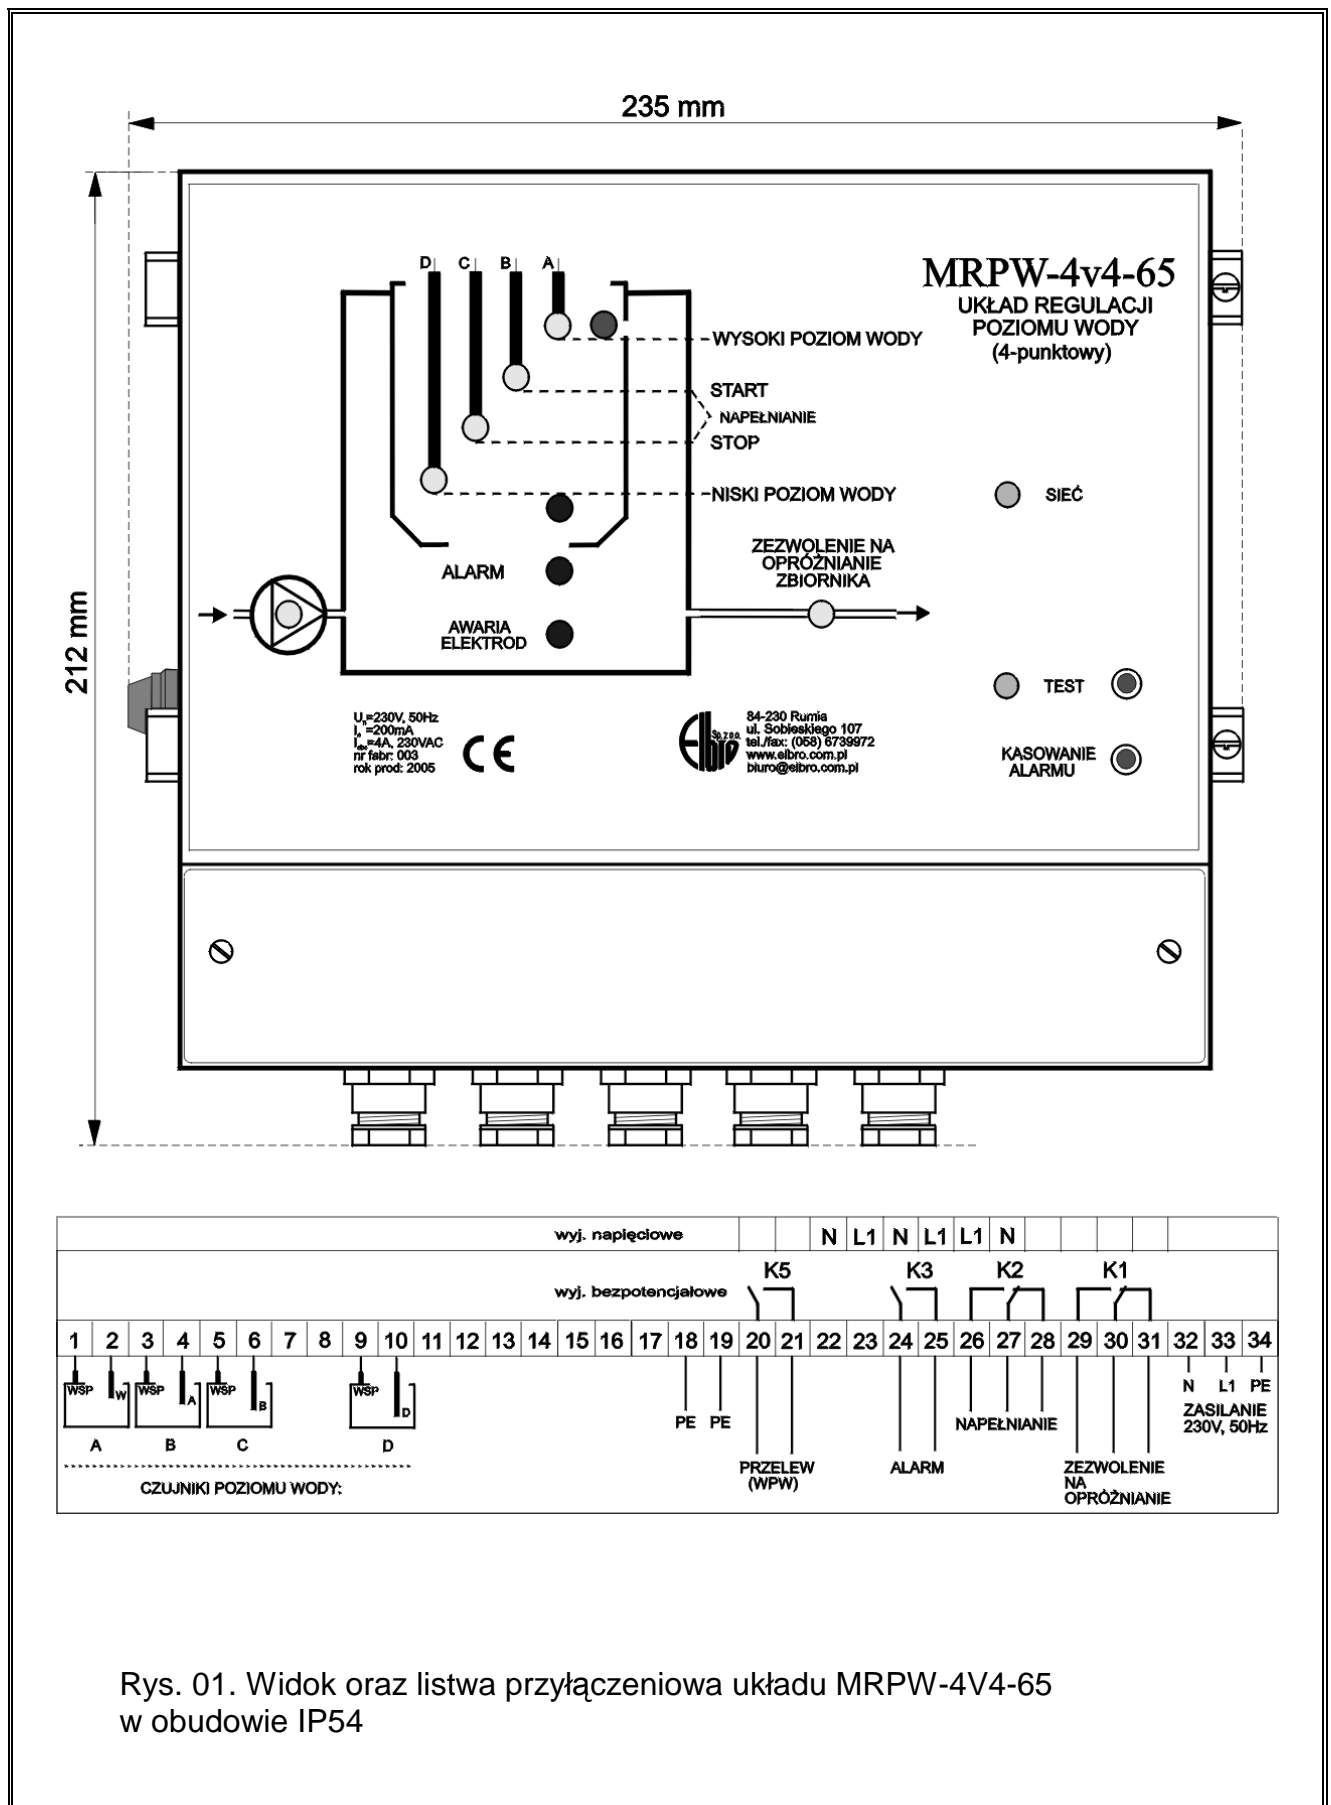 235 mm
212 mm
D C B A
MRPW-4v4-65
UKŁAD REGULACJI
POZIOMU WODY
(4-punktowy)
WYSOKI POZIOM WODY
START
NAPEŁNIANIE
STOP
NISKI POZIOM WODY
SIEĆ
ZEZWOLENIE NA
OPRÓŻNIANIE
ZBIORNIKA
ALARM
AWARIA
ELEKTROD
TEST
KASOWANIE
ALARMU
Un=230V, 50Hz
In=200mA
Iobc=4A, 230VAC
nr fabr: 003
rok prod: 2005
CE
Elbro Sp. z o.o.
84-230 Rumia
ul. Sobieskiego 107
tel./fax: (058) 6739972
www.elbro.com.pl
biuro@elbro.com.pl
wyj. napięciowe N L1 N L1 L1 N
K5 K3 K2 K1
wyj. bezpotencjałowe
1 2 3 4 5 6 7 8 9 10 11 12 13 14 15 16 17 18 19 20 21 22 23 24 25 26 27 28 29 30 31 32 33 34
WSP W WSP A WSP B WSP D
A B C D
CZUJNIKI POZIOMU WODY:
PE PE
PRZELEW
(WPW)
ALARM
NAPEŁNIANIE
ZEZWOLENIE
NA
OPRÓŻNIANIE
N L1 PE
ZASILANIE
230V, 50Hz
Rys. 01. Widok oraz listwa przyłączeniowa układu MRPW-4V4-65
w obudowie IP54